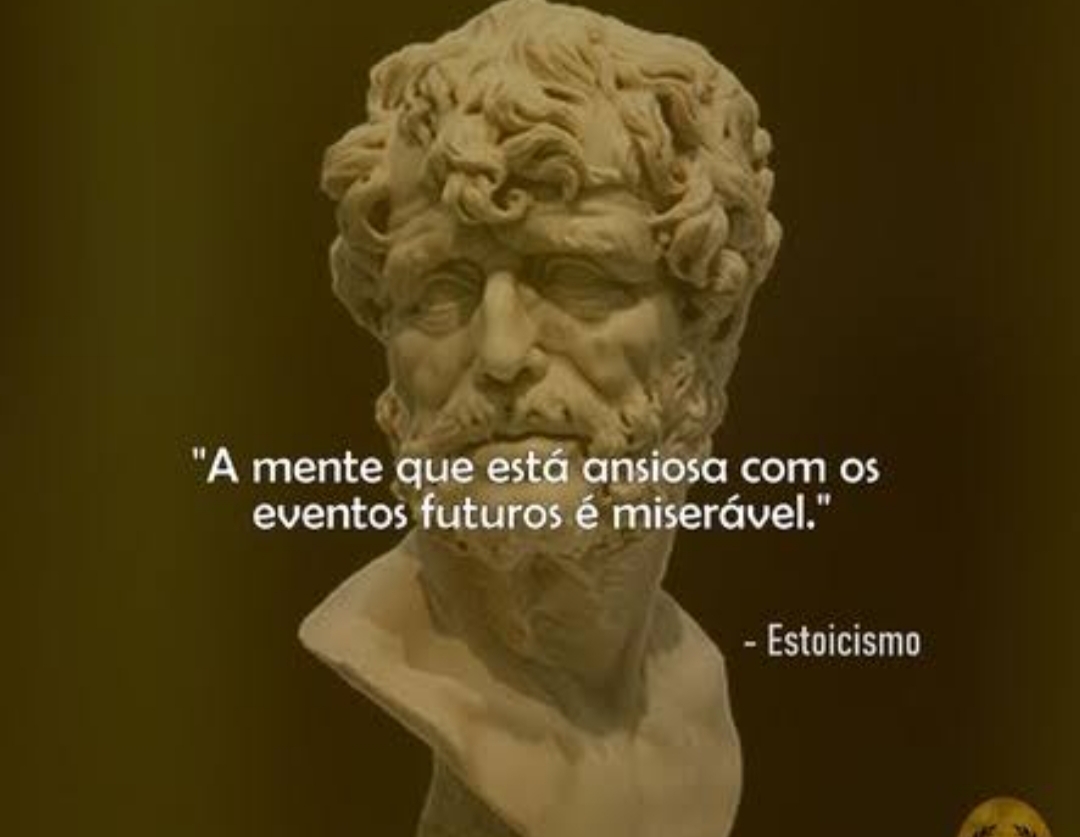 "A mente que está ansiosa com os
eventos futuros é miserável."
- Estoicismo